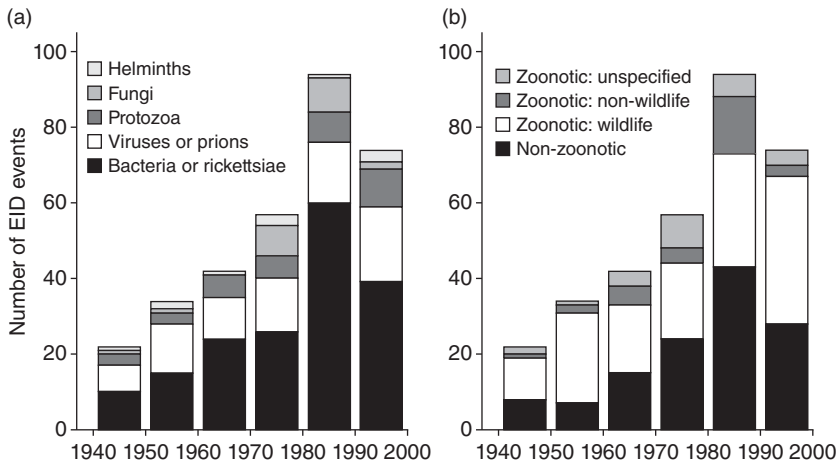 (a)
100
80
60
40
20
0
Number of EID events
Helminths
Fungi
Protozoa
Viruses or prions
Bacteria or rickettsiae
1940 1950 1960 1970 1980 1990 2000
(b)
100
80
60
40
20
0
Zoonotic: unspecified
Zoonotic: non-wildlife
Zoonotic: wildlife
Non-zoonotic
1940 1950 1960 1970 1980 1990 2000